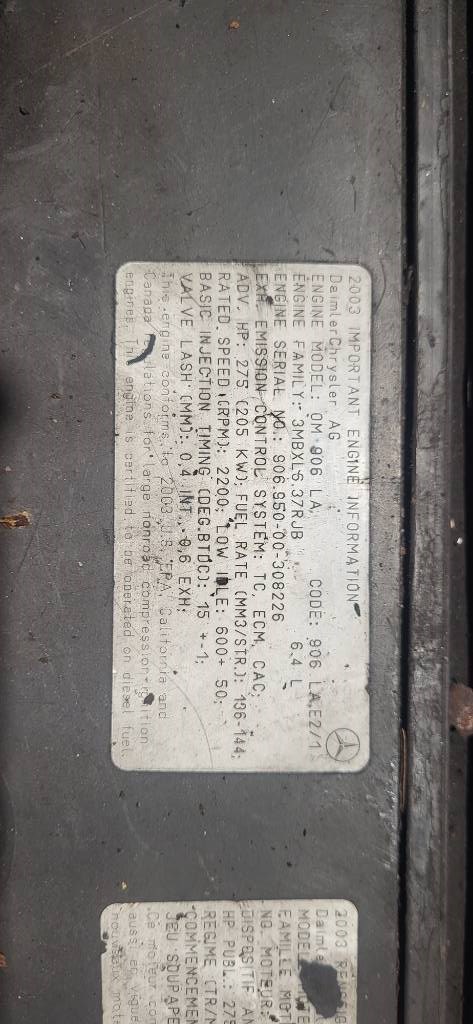 2003 IMPORTANT ENGINE INFORMATION
DaimlerChrysler AG
ENGINE MODEL: OM 906 LA, CODE: 906 LA.E2/1
ENGINE FAMILY: 3MBXL6.37RJB 6.4 L
ENGINE SERIAL NO.: 906.950-00-308226
EXH. EMISSION CONTROL SYSTEM: TC, ECM, CAC;
ADV. HP: 275 (205 KW); FUEL RATE (MM3/STR.): 136-144;
RATED SPEED (RPM): 2200; LOW IDLE: 600+ 50;
BASIC INJECTION TIMING (DEG.BTDC): 15 +-1;
VALVE LASH (MM): 0,4 INT., 0,6 EXH;
This engine conforms to 2003 U.S. EPA, California and
Canada for large nonroad compression-ignition
engines. This engine is certified to be operated on diesel fuel.
2003
MODE
FAMILLE MOT
NO. MOTEUR:
DISPOSITIF AN
HP PUBL.: 275
REGIME (TR/M
COMMENCEMEN
JEU SOUPAPE
Ce moteur con